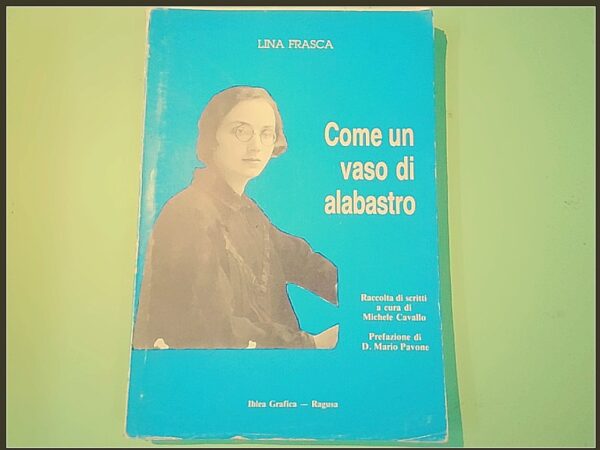 LINA FRASCA
Come un
vaso di
alabastro
Raccolta di scritti
a cura di
Michele Cavallo
Prefazione di
D. Mario Pavone
Iblea Grafica — Ragusa